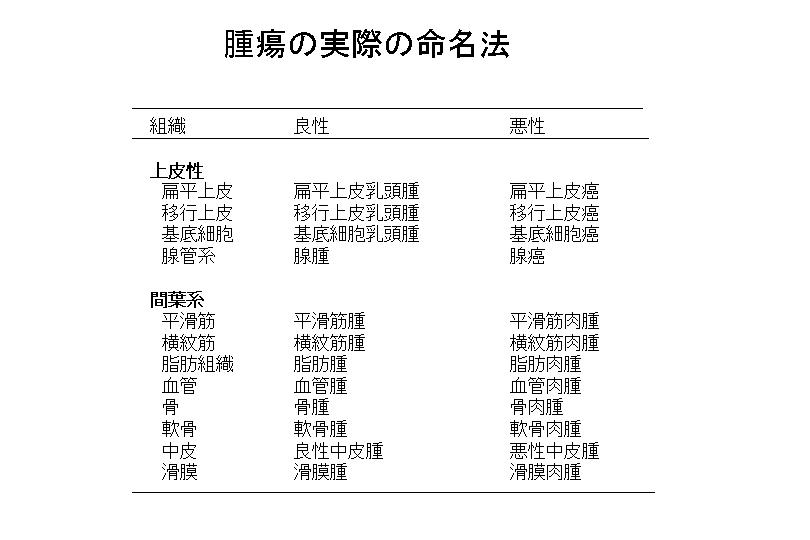 腫瘍の実際の命名法
組織 良性 悪性
上皮性
扁平上皮 扁平上皮乳頭腫 扁平上皮癌
移行上皮 移行上皮乳頭腫 移行上皮癌
基底細胞 基底細胞乳頭腫 基底細胞癌
腺管系 腺腫 腺癌
間葉系
平滑筋 平滑筋腫 平滑筋肉腫
横紋筋 横紋筋腫 横紋筋肉腫
脂肪組織 脂肪腫 脂肪肉腫
血管 血管腫 血管肉腫
骨 骨腫 骨肉腫
軟骨 軟骨腫 軟骨肉腫
中皮 良性中皮腫 悪性中皮腫
滑膜 滑膜腫 滑膜肉腫